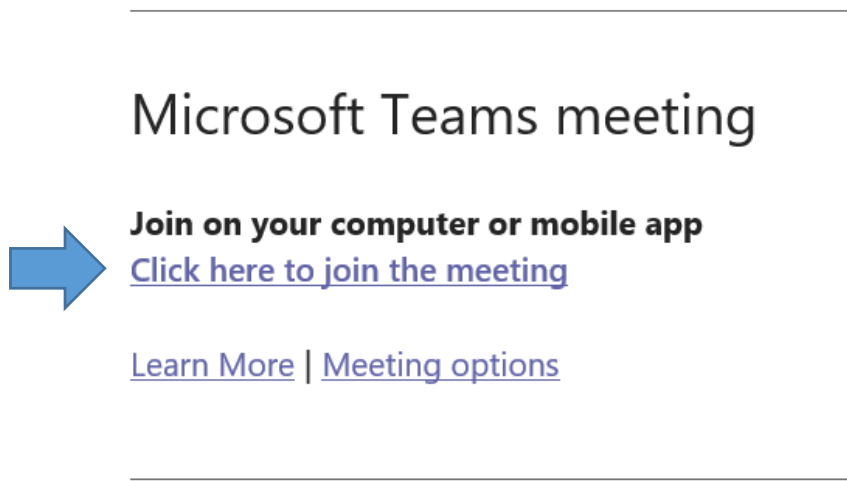 Microsoft Teams meeting
Join on your computer or mobile app
Click here to join the meeting
Learn More | Meeting options